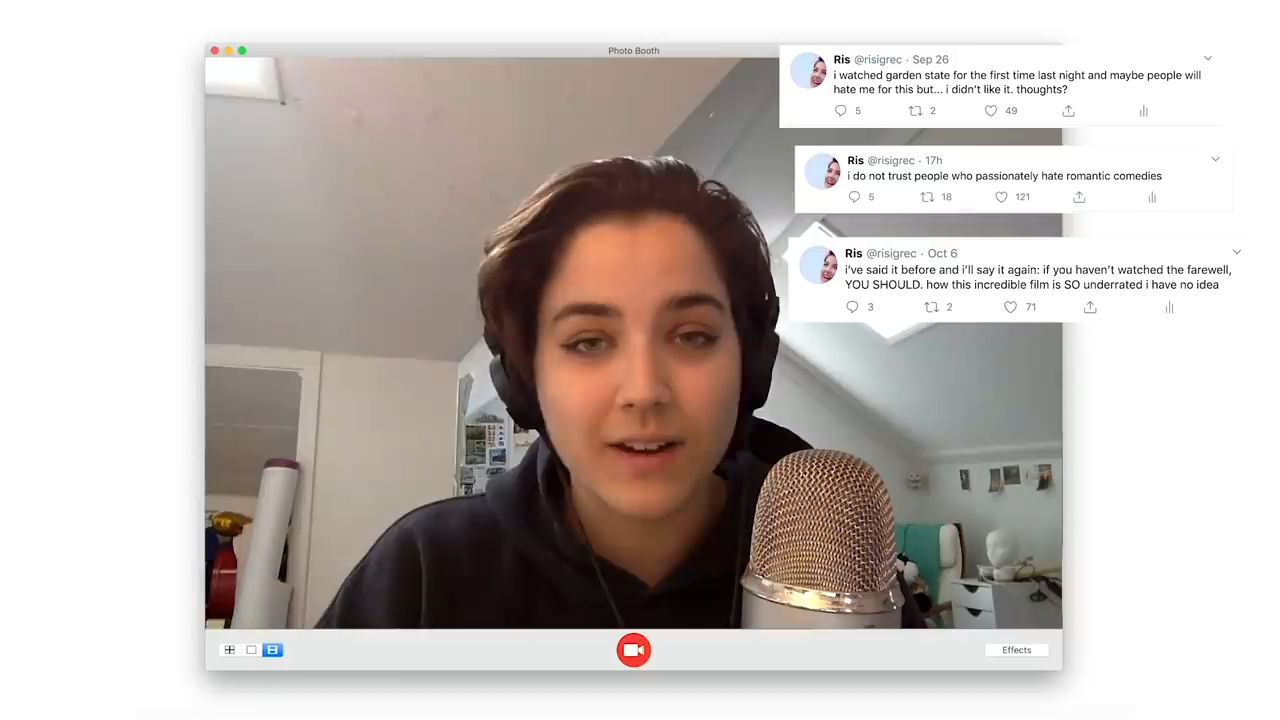 Photo Booth
Ris @risigrec · Sep 26
i watched garden state for the first time last night and maybe people will
hate me for this but... i didn't like it. thoughts?
5 2 49
Ris @risigrec · 17h
i do not trust people who passionately hate romantic comedies
5 18 121
Ris @risigrec · Oct 6
i've said it before and i'll say it again: if you haven't watched the farewell,
YOU SHOULD. how this incredible film is SO underrated i have no idea
3 2 71
Effects